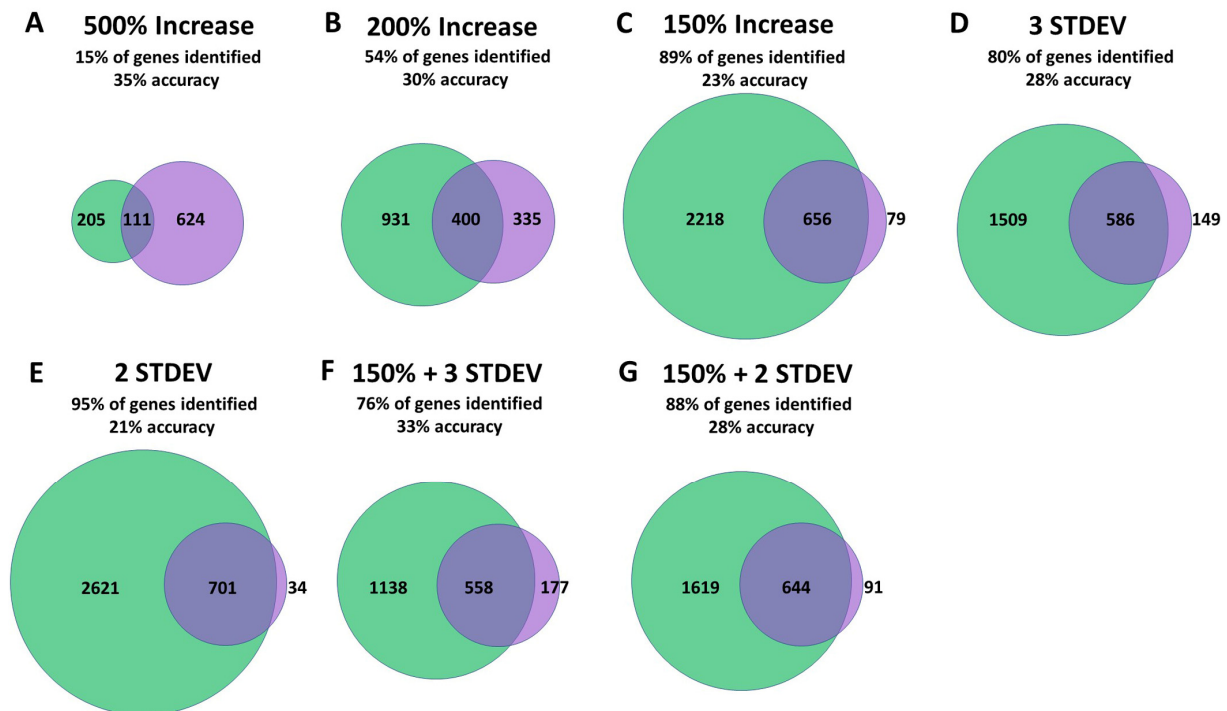 A 500% Increase
15% of genes identified
35% accuracy
205 111 624
B 200% Increase
54% of genes identified
30% accuracy
931 400 335
C 150% Increase
89% of genes identified
23% accuracy
2218 656 79
D 3 STDEV
80% of genes identified
28% accuracy
1509 586 149
E 2 STDEV
95% of genes identified
21% accuracy
2621 701 34
F 150% + 3 STDEV
76% of genes identified
33% accuracy
1138 558 177
G 150% + 2 STDEV
88% of genes identified
28% accuracy
1619 644 91